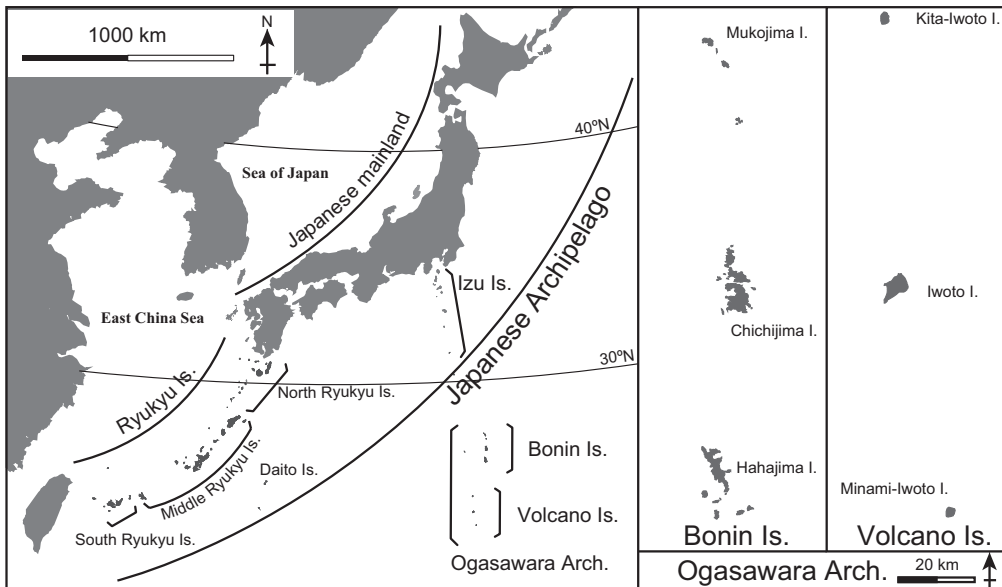 1000 km
N
40ºN
Sea of Japan
Japanese mainland
Japanese Archipelago
Izu Is.
East China Sea
30ºN
Ryukyu Is.
North Ryukyu Is.
Middle Ryukyu Is.
Daito Is.
South Ryukyu Is.
Bonin Is.
Volcano Is.
Ogasawara Arch.
Mukojima I.
Chichijima I.
Hahajima I.
Bonin Is.
Kita-Iwoto I.
Iwoto I.
Minami-Iwoto I.
Volcano Is.
Ogasawara Arch.
20 km